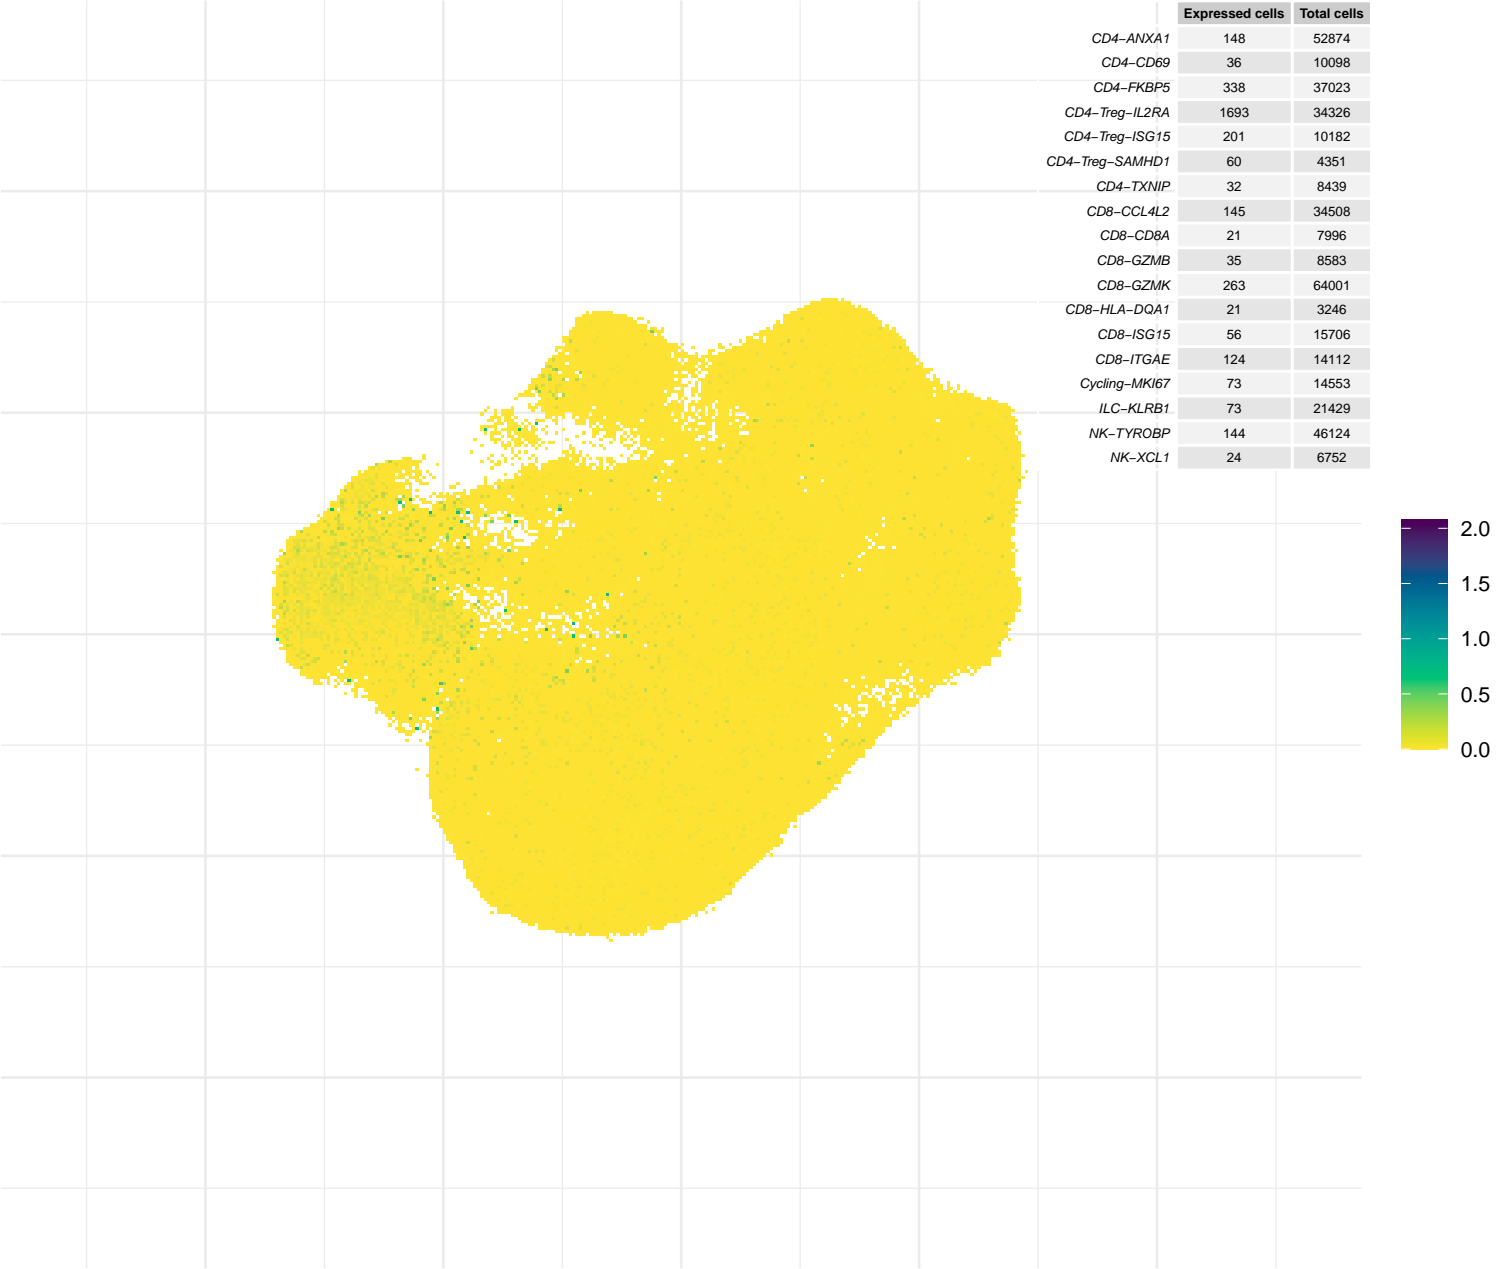 Expressed cells Total cells
CD4−ANXA1 148 52874
CD4−CD69 36 10098
CD4−FKBP5 338 37023
CD4−Treg−IL2RA 1693 34326
CD4−Treg−ISG15 201 10182
CD4−Treg−SAMHD1 60 4351
CD4−TXNIP 32 8439
CD8−CCL4L2 145 34508
CD8−CD8A 21 7996
CD8−GZMB 35 8583
CD8−GZMK 263 64001
CD8−HLA−DQA1 21 3246
CD8−ISG15 56 15706
CD8−ITGAE 124 14112
Cycling−MKI67 73 14553
ILC−KLRB1 73 21429
NK−TYROBP 144 46124
NK−XCL1 24 6752
2.0
1.5
1.0
0.5
0.0